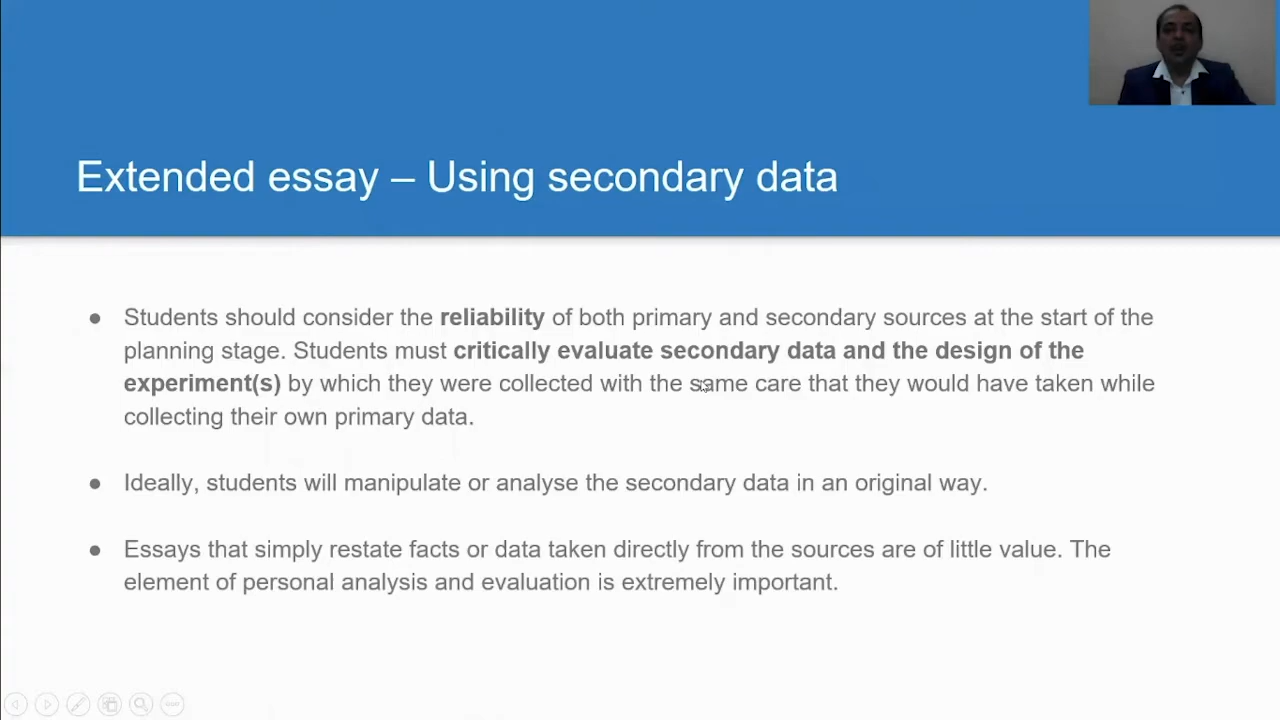 Extended essay – Using secondary data
● Students should consider the reliability of both primary and secondary sources at the start of the
planning stage. Students must critically evaluate secondary data and the design of the
experiment(s) by which they were collected with the same care that they would have taken while
collecting their own primary data.
● Ideally, students will manipulate or analyse the secondary data in an original way.
● Essays that simply restate facts or data taken directly from the sources are of little value. The
element of personal analysis and evaluation is extremely important.